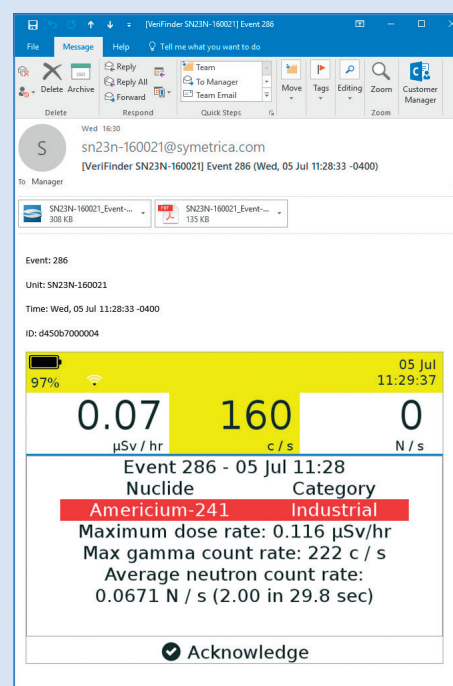 [VeriFinder SN23N-160021] Event 286
File Message Help Tell me what you want to do
Delete Archive
Reply
Reply All
Forward
Team
To Manager
Team Email
Move
Tags
Editing
Zoom
Customer Manager
Delete Respond Quick Steps Zoom
Wed 16:30
S
sn23n-160021@symetrica.com
[VeriFinder SN23N-160021] Event 286 (Wed, 05 Jul 11:28:33 -0400)
To Manager
SN23N-160021_Event-...
308 KB
PDF
SN23N-160021_Event-...
135 KB
Event: 286
Unit: SN23N-160021
Time: Wed, 05 Jul 11:28:33 -0400
ID: d450b7000004
97%
05 Jul
11:29:37
0.07 160 0
μSv / hr c / s N / s
Event 286 - 05 Jul 11:28
Nuclide Category
Americium-241 Industrial
Maximum dose rate: 0.116 μSv/hr
Max gamma count rate: 222 c / s
Average neutron count rate:
0.0671 N / s (2.00 in 29.8 sec)
Acknowledge